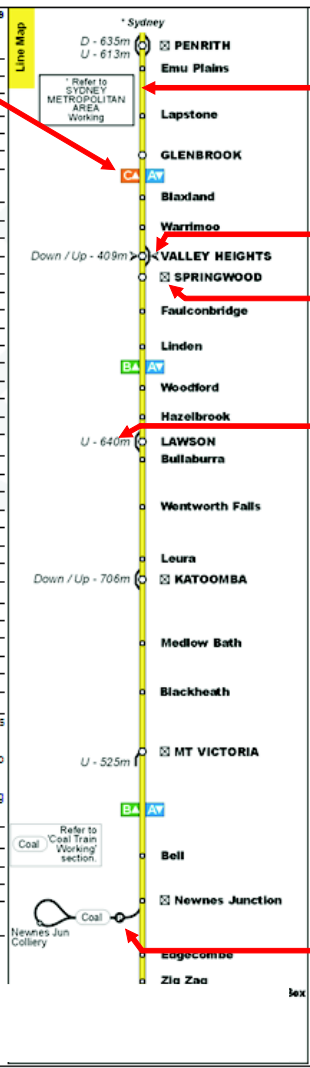 Line Map
* Sydney
D - 635m
U - 613m
PENRITH
Emu Plains
* Refer to
SYDNEY
METROPOLITAN
AREA
Working
Lapstone
GLENBROOK
C▲ A▼
Blaxland
Warrimoo
Down / Up - 409m
VALLEY HEIGHTS
SPRINGWOOD
Faulconbridge
Linden
B▲ A▼
Woodford
Hazelbrook
U - 640m
LAWSON
Bullaburra
Wentworth Falls
Leura
Down / Up - 706m
KATOOMBA
Medlow Bath
Blackheath
MT VICTORIA
U - 525m
B▲ A▼
Refer to
Coal
'Coal Train
Working'
section.
Bell
Newnes Junction
Coal
P
Newnes Jun
Colliery
Edgecombe
Zig Zag